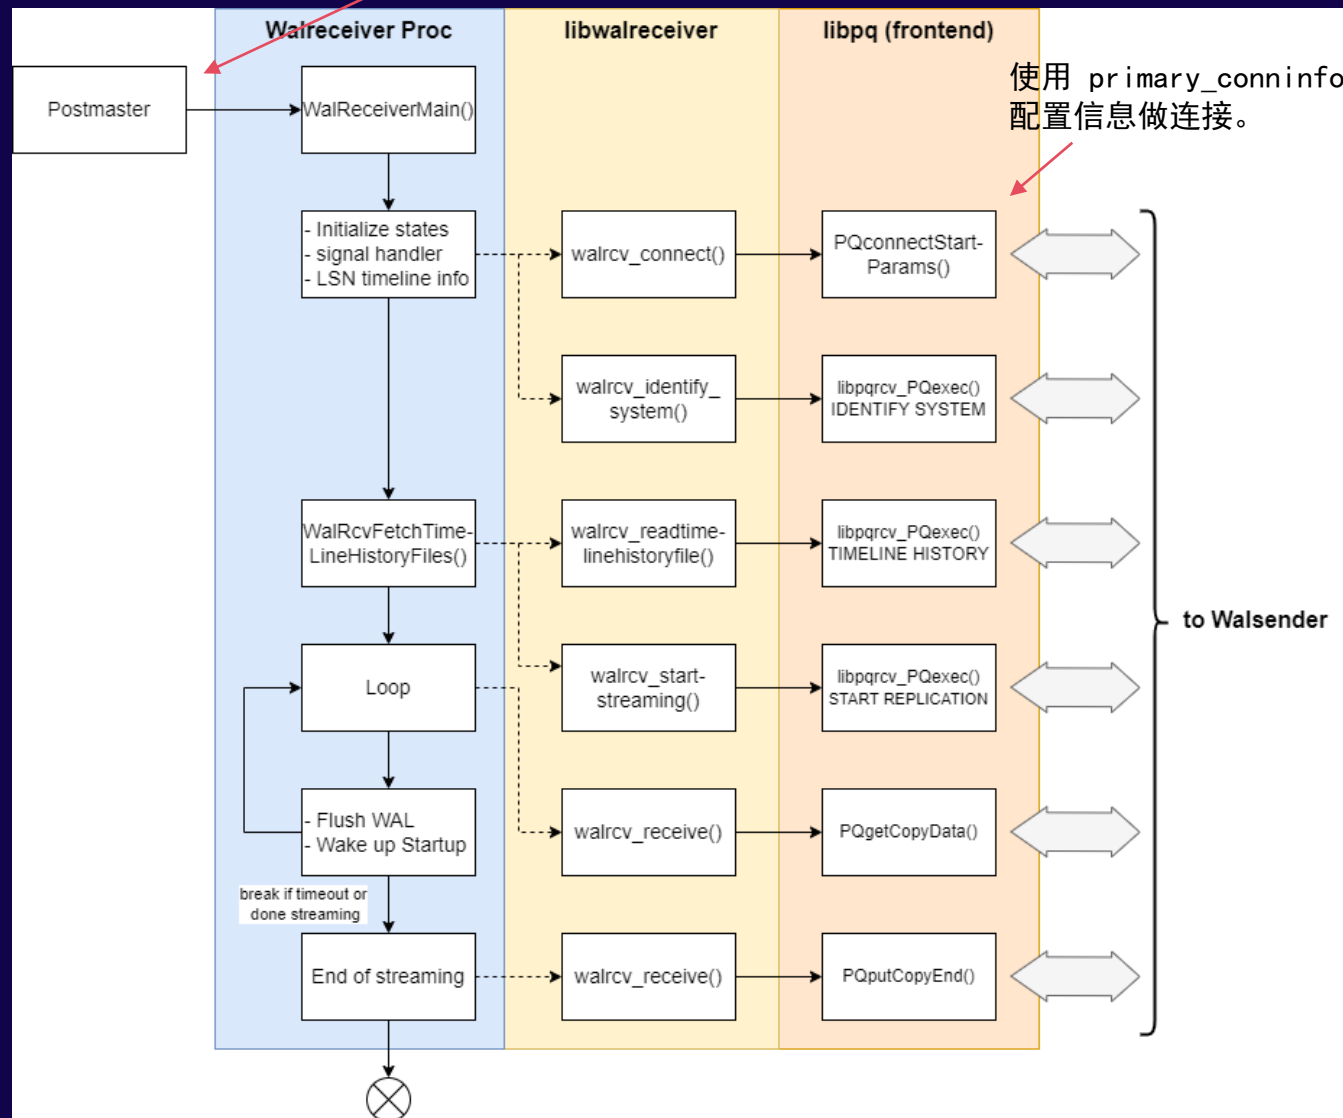 Walreceiver Proc
libwalreceiver
libpq (frontend)
使用 primary_conninfo
配置信息做连接。
Postmaster
WalReceiverMain()
- Initialize states
- signal handler
- LSN timeline info
walrcv_connect()
PQconnectStart-
Params()
walrcv_identify_
system()
libpqrcv_PQexec()
IDENTIFY SYSTEM
WalRcvFetchTime-
LineHistoryFiles()
walrcv_readtime-
linehistoryfile()
libpqrcv_PQexec()
TIMELINE HISTORY
to Walsender
Loop
walrcv_start-
streaming()
libpqrcv_PQexec()
START REPLICATION
- Flush WAL
- Wake up Startup
walrcv_receive()
PQgetCopyData()
break if timeout or
done streaming
End of streaming
walrcv_receive()
PQputCopyEnd()